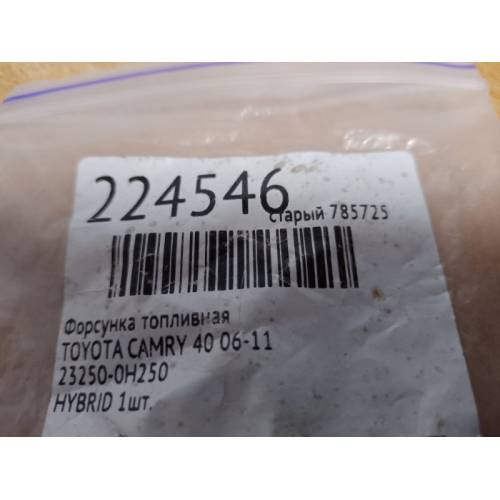 224546
старый 785725
Форсунка топливная
TOYOTA CAMRY 40 06-11
23250-0H250
HYBRID 1шт.